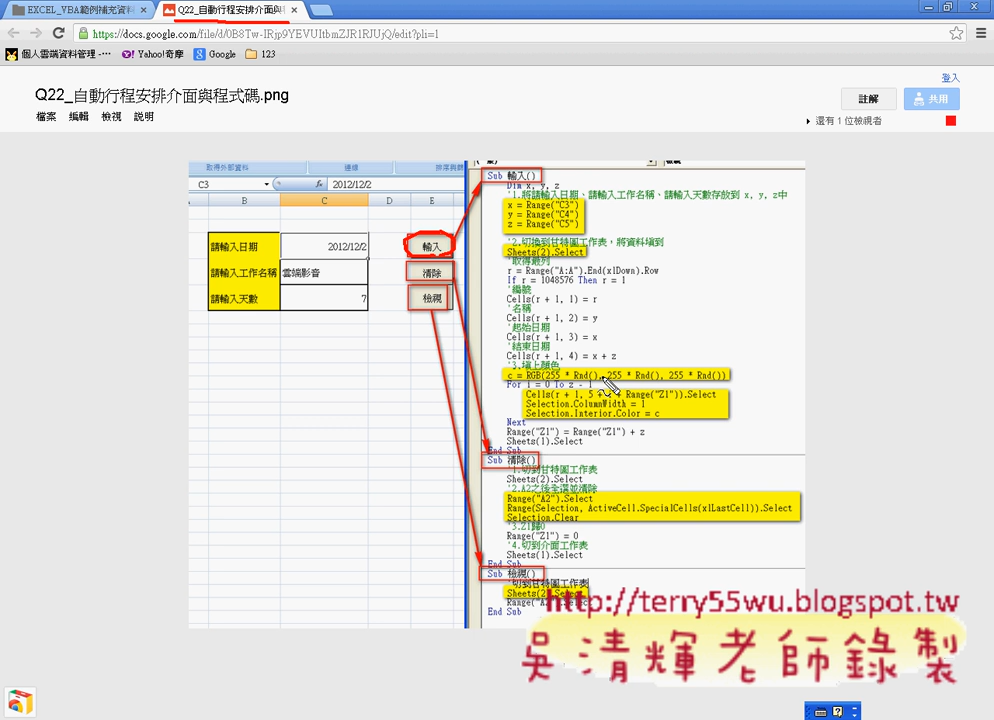 EXCEL_VBA範例補充資料
Q22_自動行程安排介面與
https://docs.google.com/file/d/0B8Tw-IRjp9YEVUItbmZJR1RJUjQ/edit?pli=1
個人雲端資料管理 - ... Yahoo!奇摩 Google 123
登入
Q22_自動行程安排介面與程式碼.png
註解 共用
檔案 編輯 檢視 說明
還有 1 位檢視者
取得外部資料 連線
C3 fx 2012/12/2
B C D E
請輸入日期 2012/12/2 輸入
請輸入工作名稱 雲端影音 清除
請輸入天數 7 檢視
Sub 輸入()
Dim x, y, z
'1.將請輸入日期、請輸入工作名稱、請輸入天數存放到 x, y, z中
x = Range("C3")
y = Range("C4")
z = Range("C5")
'2.切換到甘特圖工作表，將資料填到
Sheets(2).Select
'取得最列
r = Range("A:A").End(xlDown).Row
If r = 1048576 Then r = 1
'編號
Cells(r + 1, 1) = r
'名稱
Cells(r + 1, 2) = y
'起始日期
Cells(r + 1, 3) = x
'結束日期
Cells(r + 1, 4) = x + z
'3.填上顏色
c = RGB(255 * Rnd(), 255 * Rnd(), 255 * Rnd())
For i = 0 To z - 1
Cells(r + 1, 5 + Range("Z1")).Select
Selection.ColumnWidth = 1
Selection.Interior.Color = c
Next
Range("Z1") = Range("Z1") + z
Sheets(1).Select
End Sub
Sub 清除()
'1.切到甘特圖工作表
Sheets(2).Select
'2.A2之後全選並清除
Range("A2").Select
Range(Selection, ActiveCell.SpecialCells(xlLastCell)).Select
Selection.Clear
'3.Z1歸0
Range("Z1") = 0
'4.切到介面工作表
Sheets(1).Select
End Sub
Sub 檢視()
'切到甘特圖工作表
Sheets(2).Select
End Sub
http://terry55wu.blogspot.tw
吳清輝老師錄製